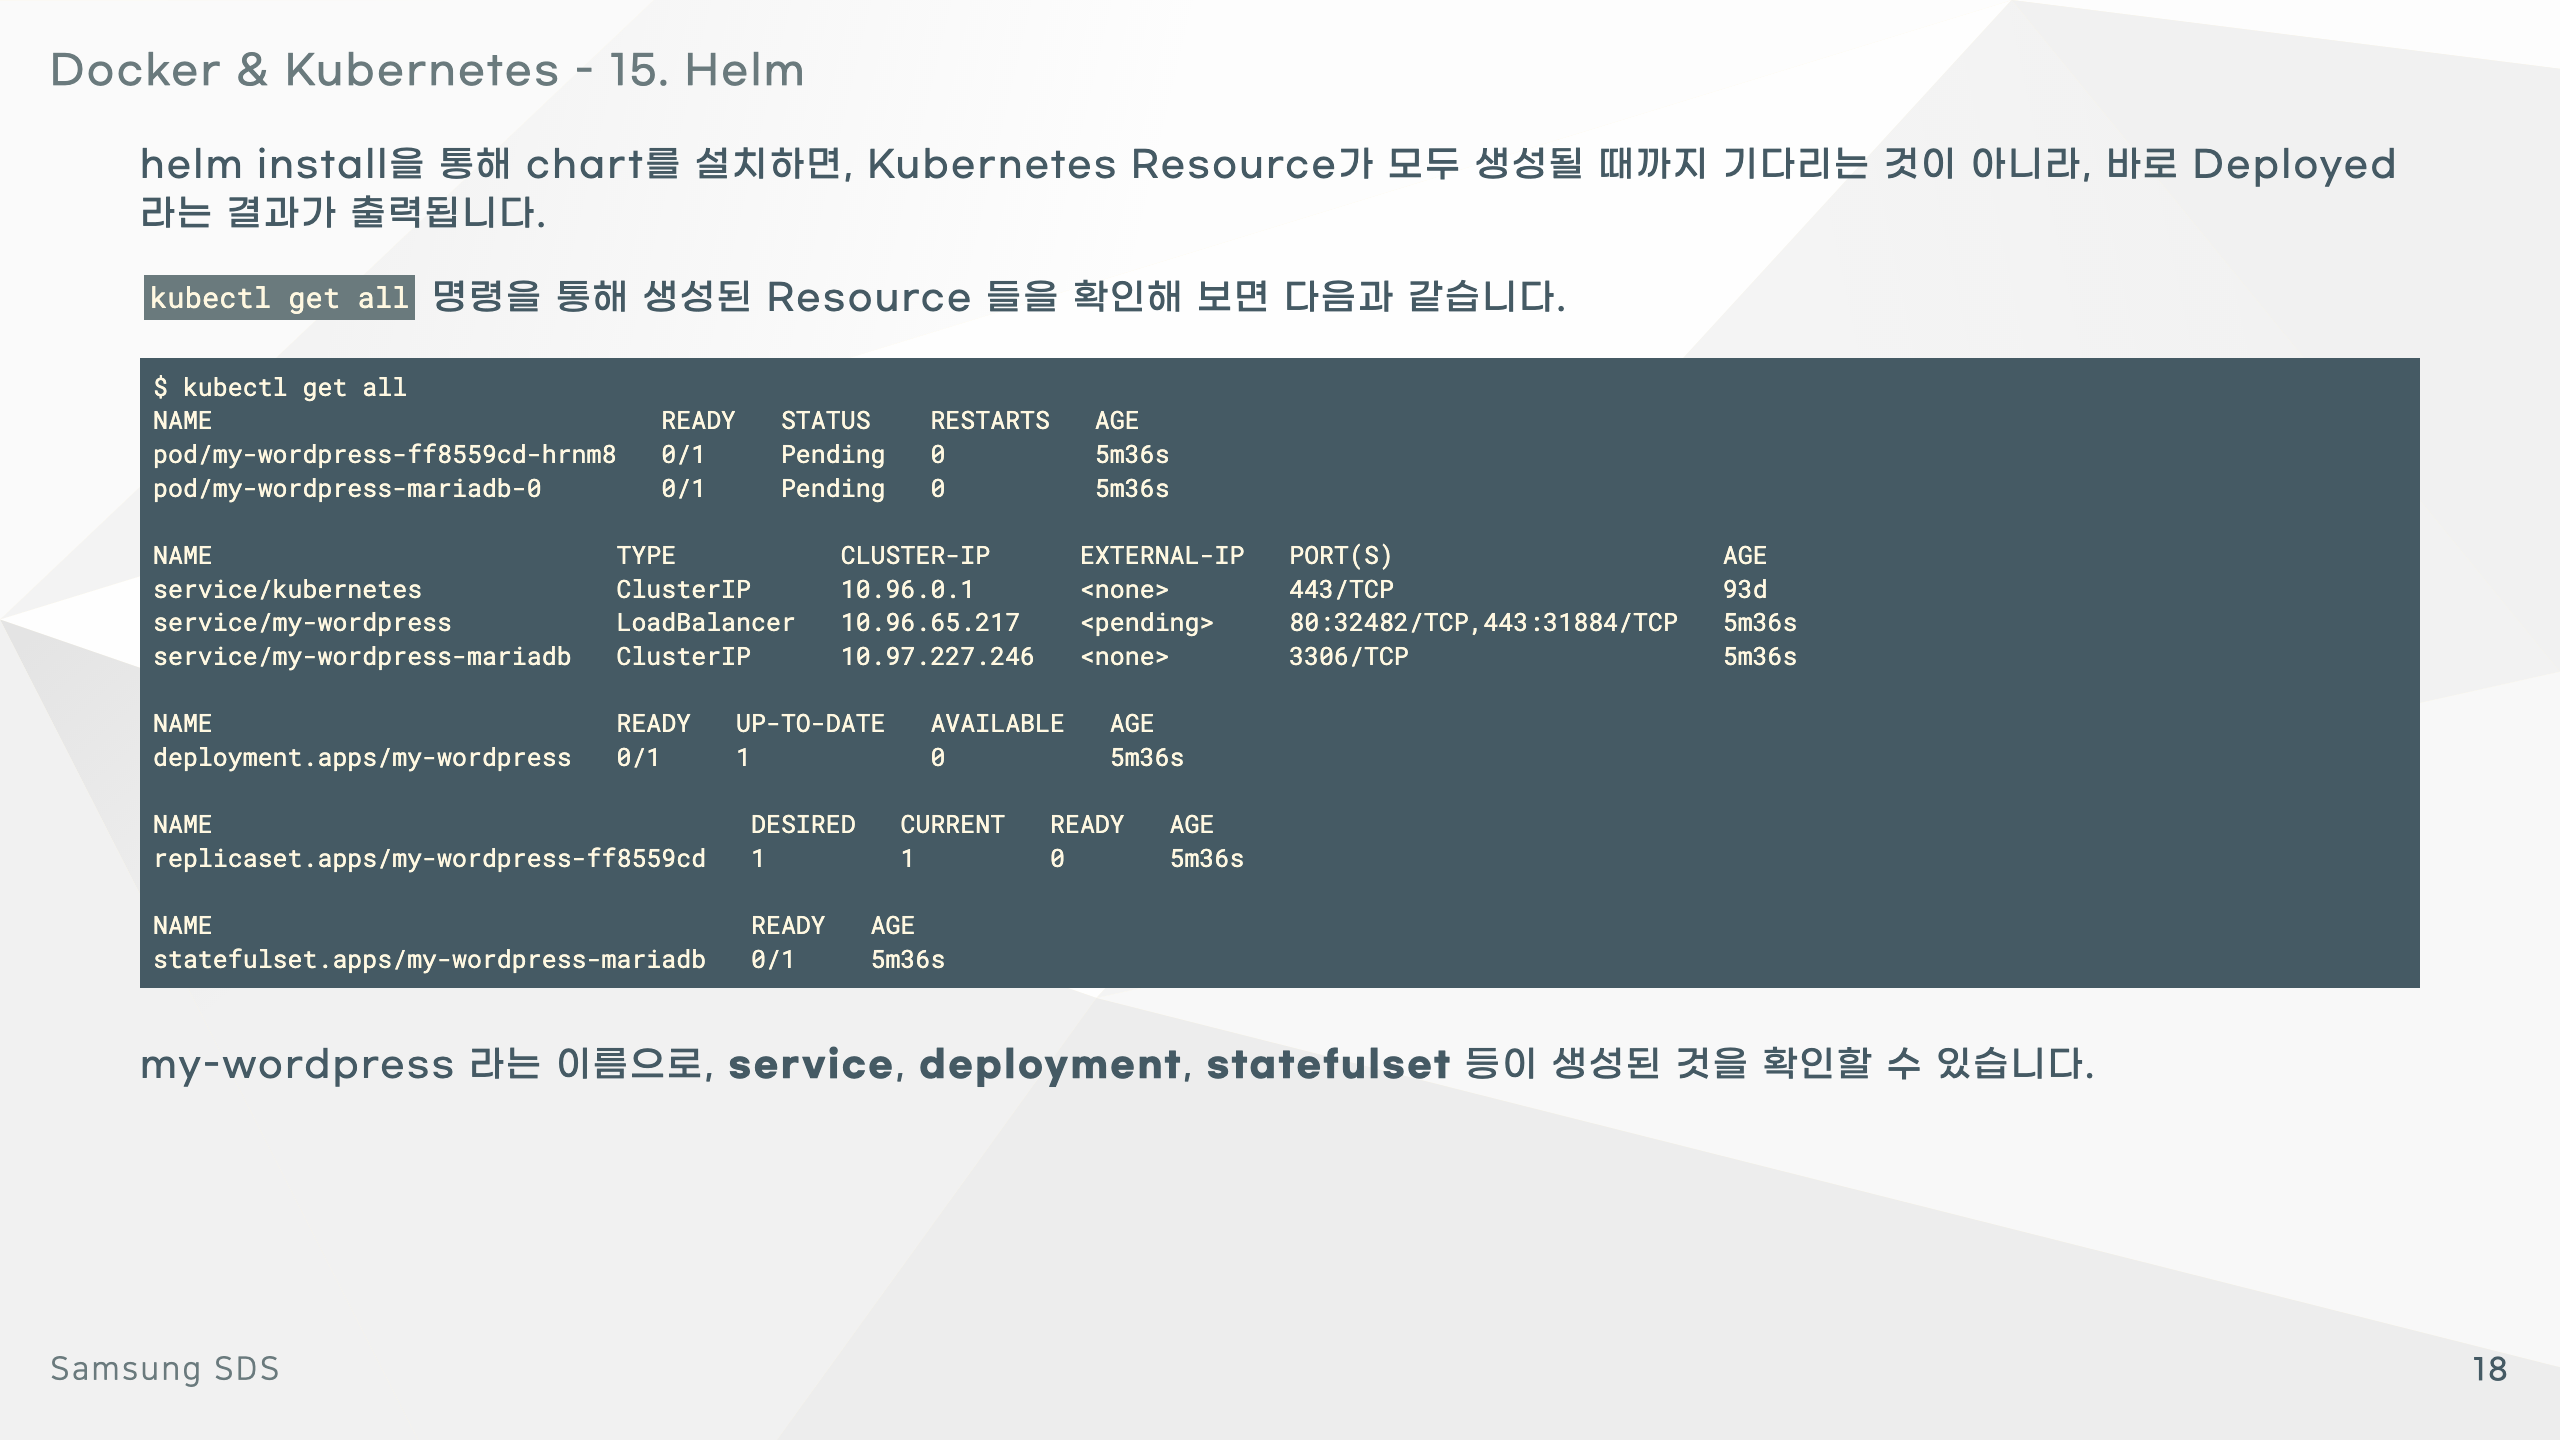 Docker & Kubernetes - 15. Helm
helm install을 통해 chart를 설치하면, Kubernetes Resource가 모두 생성될 때까지 기다리는 것이 아니라, 바로 Deployed
라는 결과가 출력됩니다.
kubectl get all 명령을 통해 생성된 Resource 들을 확인해 보면 다음과 같습니다.
$ kubectl get all
NAME                                  READY   STATUS    RESTARTS   AGE
pod/my-wordpress-ff8559cd-hrnm8   0/1     Pending   0          5m36s
pod/my-wordpress-mariadb-0        0/1     Pending   0          5m36s
NAME                           TYPE           CLUSTER-IP      EXTERNAL-IP   PORT(S)                      AGE
service/kubernetes             ClusterIP      10.96.0.1       <none>        443/TCP                      93d
service/my-wordpress           LoadBalancer   10.96.65.217    <pending>     80:32482/TCP,443:31884/TCP   5m36s
service/my-wordpress-mariadb   ClusterIP      10.97.227.246   <none>        3306/TCP                     5m36s
NAME                           READY   UP-TO-DATE   AVAILABLE   AGE
deployment.apps/my-wordpress   0/1     1            0           5m36s
NAME                                    DESIRED   CURRENT   READY   AGE
replicaset.apps/my-wordpress-ff8559cd   1         1         0       5m36s
NAME                                    READY   AGE
statefulset.apps/my-wordpress-mariadb   0/1     5m36s
my-wordpress 라는 이름으로, service, deployment, statefulset 등이 생성된 것을 확인할 수 있습니다.
Samsung SDS
18